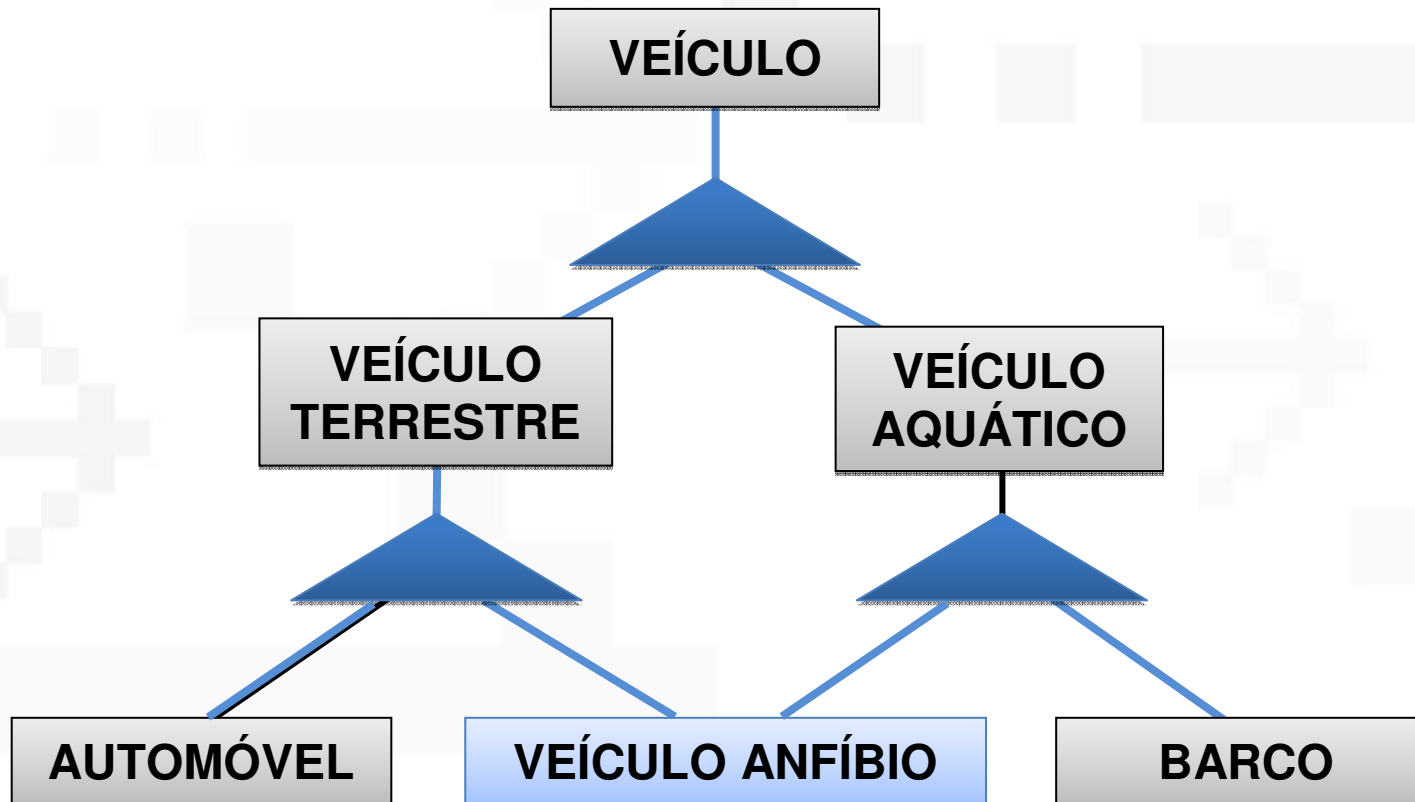 VEÍCULO
VEÍCULO
TERRESTRE
VEÍCULO
AQUÁTICO
AUTOMÓVEL
VEÍCULO ANFÍBIO
BARCO